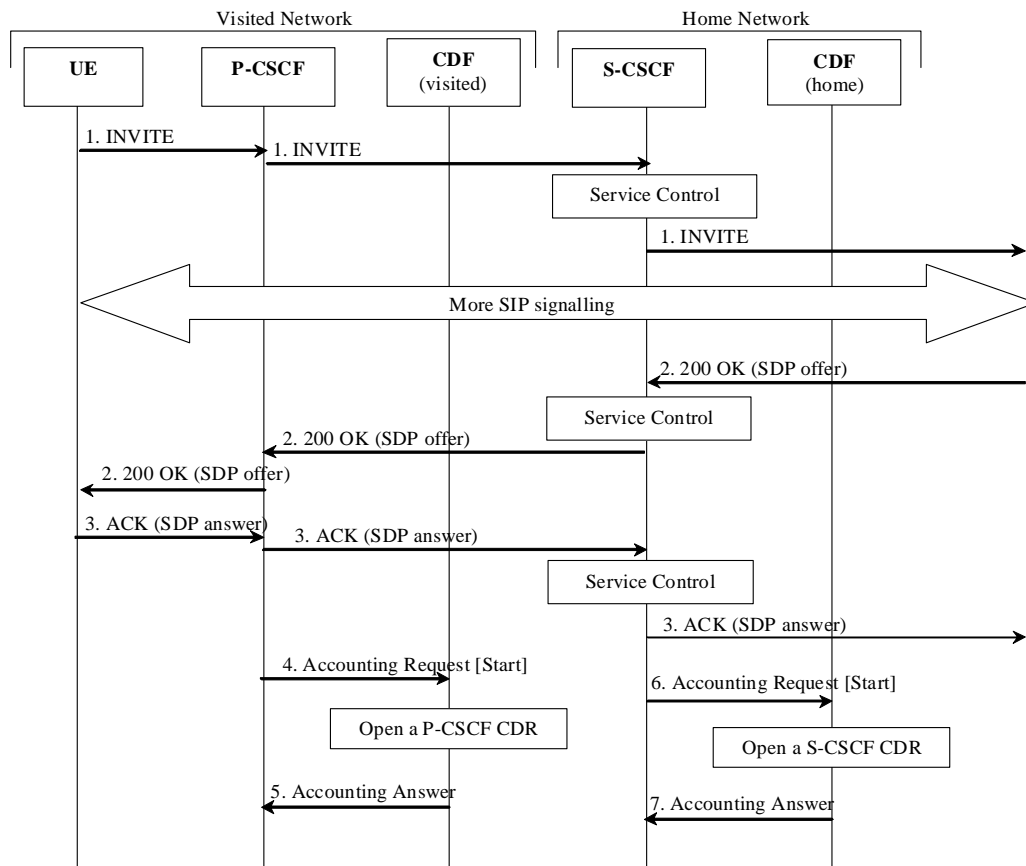 Visited Network
Home Network
UE
P-CSCF
CDF
(visited)
S-CSCF
CDF
(home)
1. INVITE
1. INVITE
Service Control
1. INVITE
More SIP signalling
2. 200 OK (SDP offer)
Service Control
2. 200 OK (SDP offer)
2. 200 OK (SDP offer)
3. ACK (SDP answer)
3. ACK (SDP answer)
Service Control
3. ACK (SDP answer)
4. Accounting Request [Start]
6. Accounting Request [Start]
Open a P-CSCF CDR
Open a S-CSCF CDR
5. Accounting Answer
7. Accounting Answer